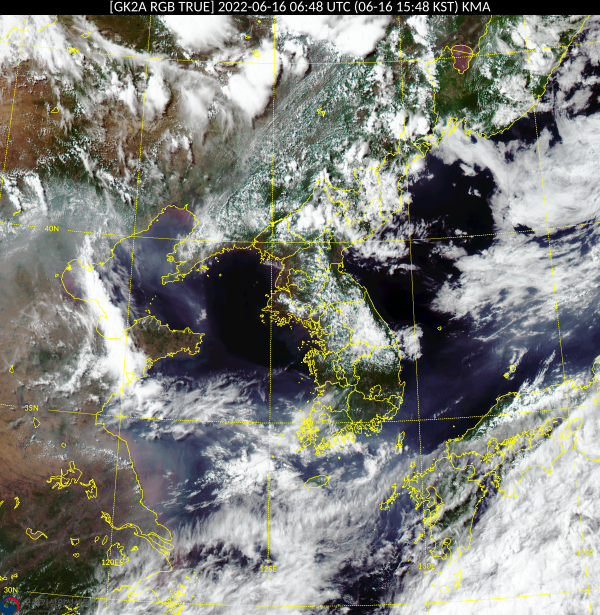 [GK2A RGB TRUE] 2022-06-16 06:48 UTC (06-16 15:48 KST) KMA
40N
35N
120E
125E
130E
30N